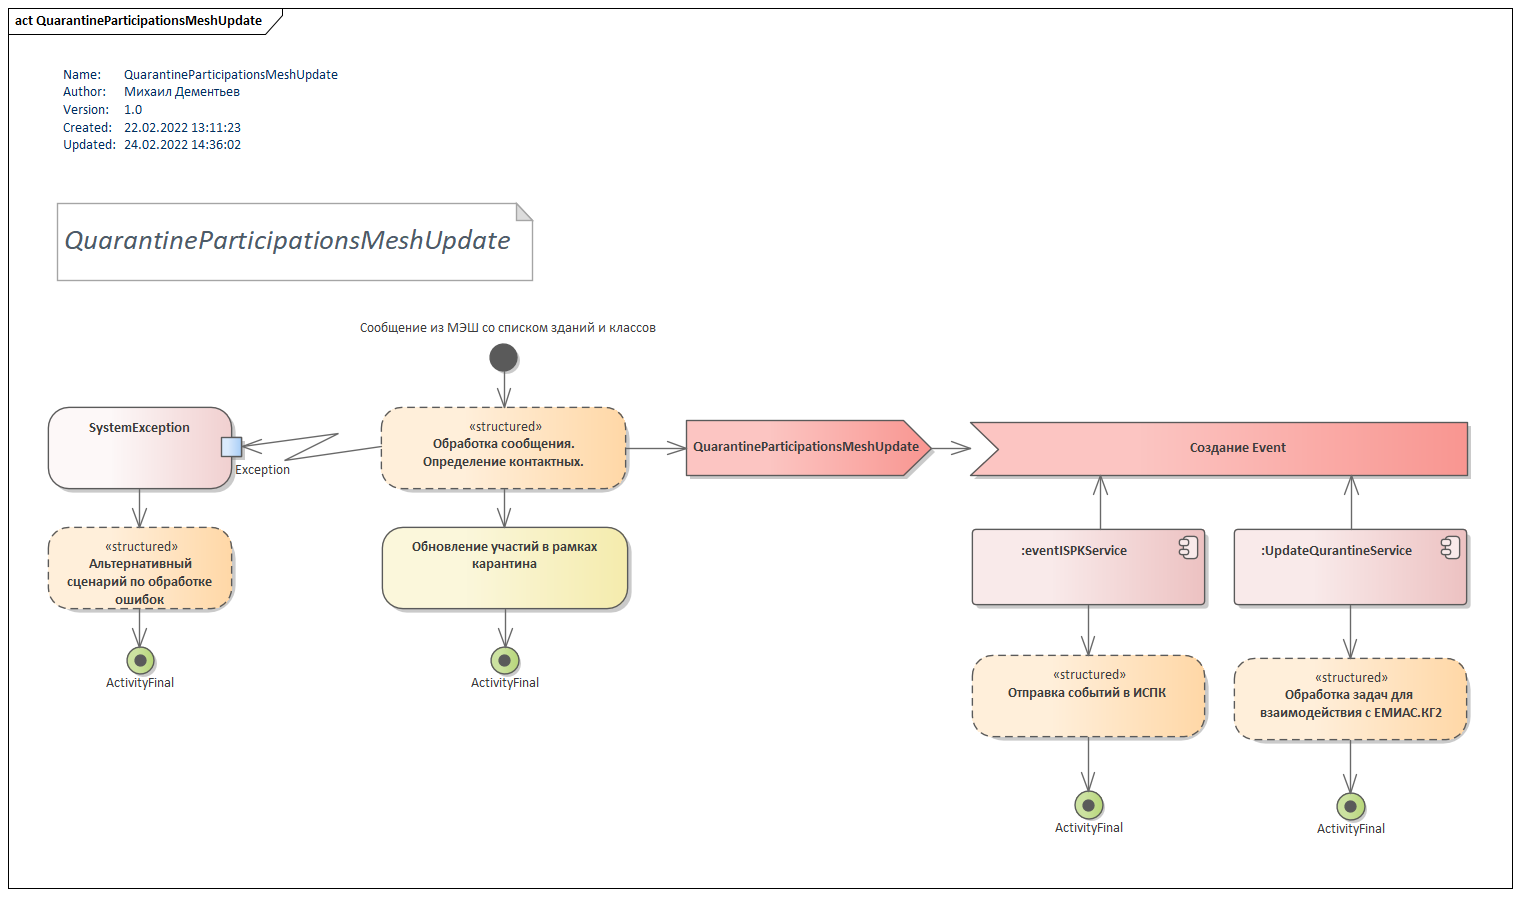 act QuarantineParticipationsMeshUpdate
Name: QuarantineParticipationsMeshUpdate
Author: Михаил Дементьев
Version: 1.0
Created: 22.02.2022 13:11:23
Updated: 24.02.2022 14:36:02
QuarantineParticipationsMeshUpdate
Сообщение из МЭШ со списком зданий и классов
SystemException
Exception
«structured»
Обработка сообщения.
Определение контактных.
QuarantineParticipationsMeshUpdate
Создание Event
«structured»
Альтернативный
сценарий по обработке
ошибок
Обновление участий в рамках
карантина
:eventISPKService
:UpdateQurantineService
ActivityFinal
ActivityFinal
«structured»
Отправка событий в ИСПК
«structured»
Обработка задач для
взаимодействия с ЕМИАС.КГ2
ActivityFinal
ActivityFinal